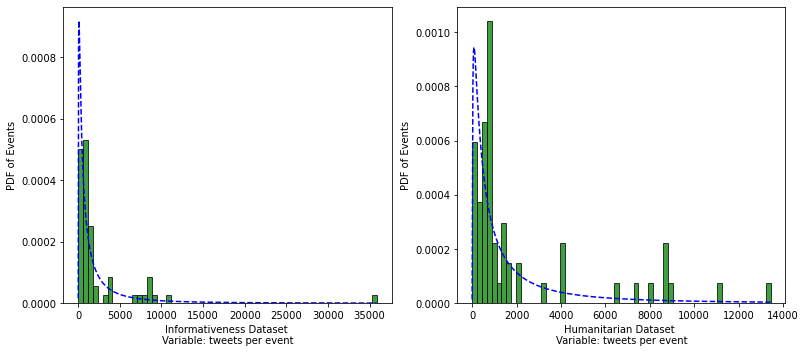 PDF of Events
0.0008
0.0006
0.0004
0.0002
0.0000
0 5000 10000 15000 20000 25000 30000 35000
Informativeness Dataset
Variable: tweets per event
PDF of Events
0.0010
0.0008
0.0006
0.0004
0.0002
0.0000
0 2000 4000 6000 8000 10000 12000 14000
Humanitarian Dataset
Variable: tweets per event